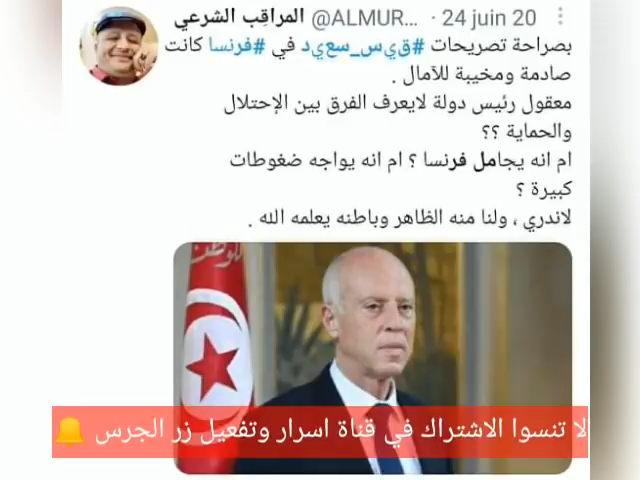 المراقِب الشرعي @ALMUR... · 24 juin 20
بصراحة تصريحات #قيس_سعيد في #فرنسا كانت
صادمة ومخيبة للآمال .
معقول رئيس دولة لايعرف الفرق بين الإحتلال
والحماية ؟؟
ام انه يجامل فرنسا ؟ ام انه يواجه ضغوطات
كبيرة ؟
لاندري ، ولنا منه الظاهر وباطنه يعلمه الله .
لا تنسوا الاشتراك في قناة اسرار وتفعيل زر الجرس